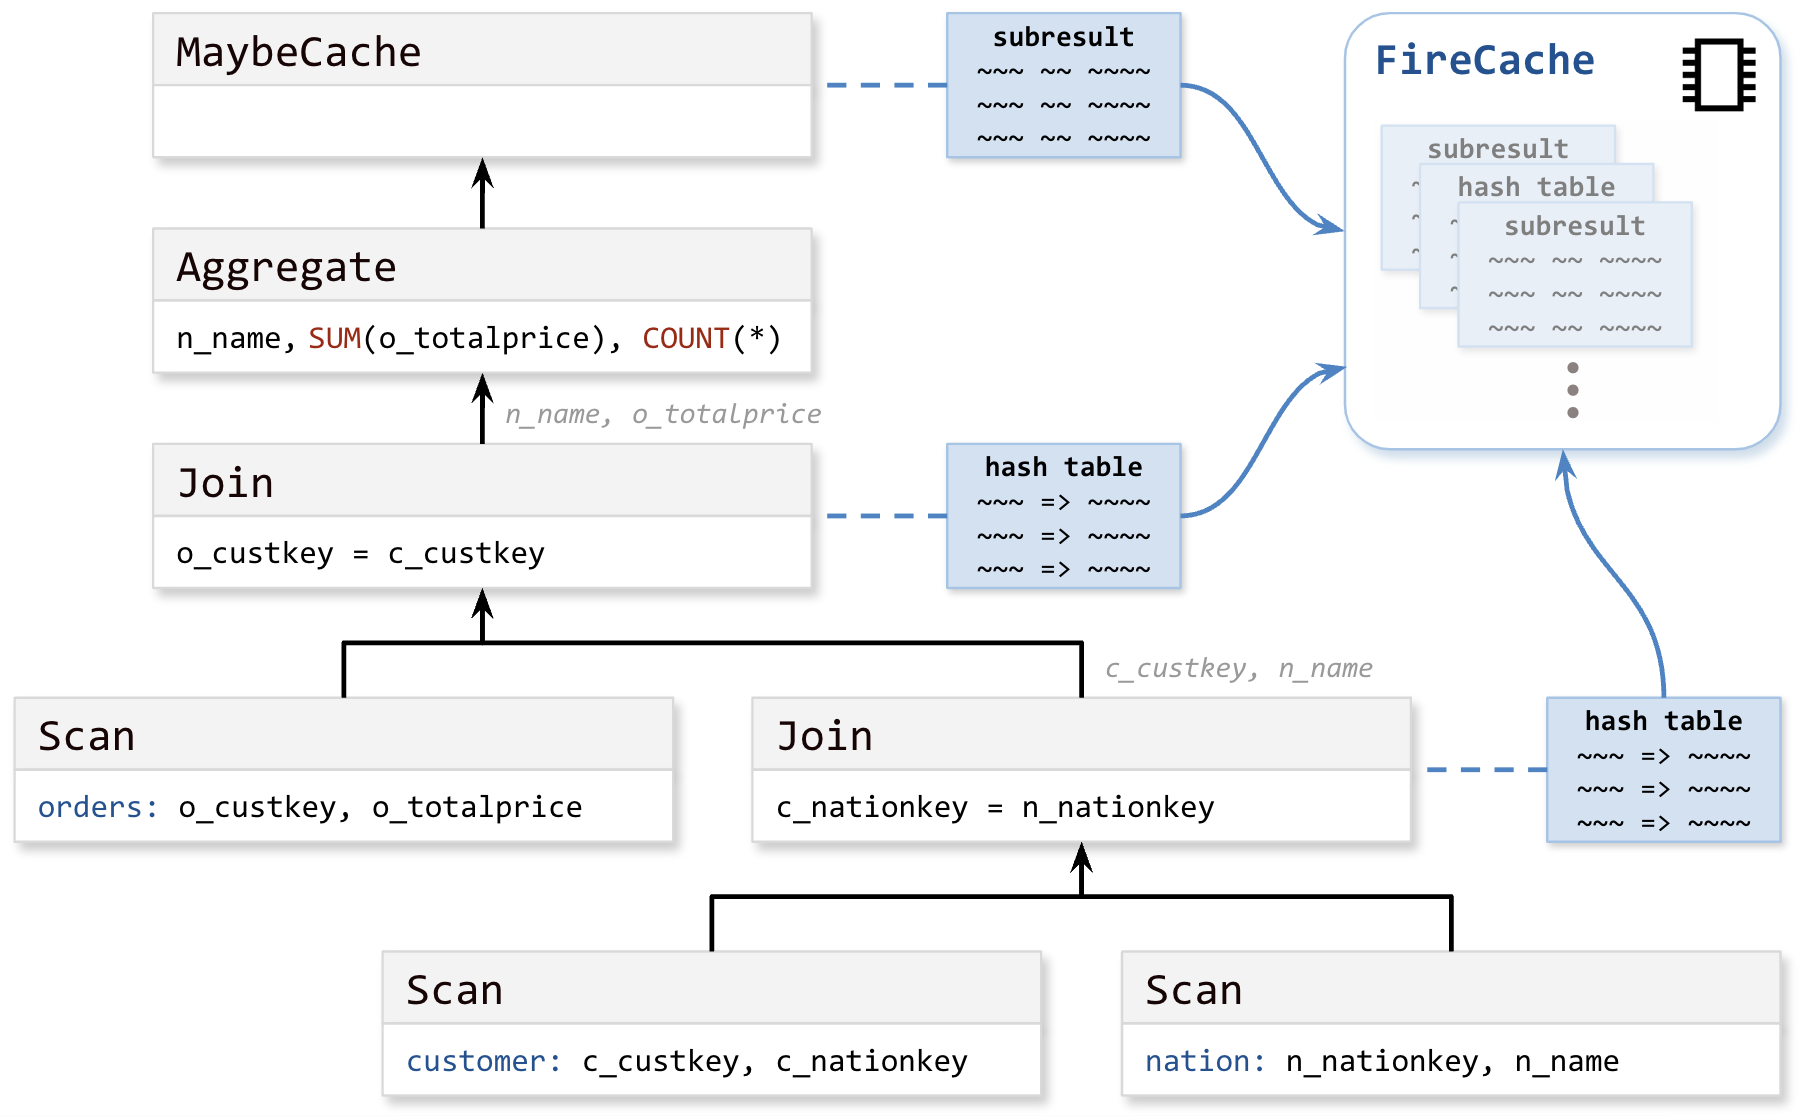 MaybeCache
subresult
~~~ ~~ ~~~~
~~~ ~~ ~~~~
~~~ ~~ ~~~~
FireCache
subresult
hash table
subresult
~~~ ~~ ~~~~
~~~ ~~ ~~~~
~~~ ~~ ~~~~
Aggregate
n_name, SUM(o_totalprice), COUNT(*)
n_name, o_totalprice
Join
o_custkey = c_custkey
hash table
~~~ => ~~~~
~~~ => ~~~~
~~~ => ~~~~
c_custkey, n_name
Scan
orders: o_custkey, o_totalprice
Join
c_nationkey = n_nationkey
hash table
~~~ => ~~~~
~~~ => ~~~~
~~~ => ~~~~
Scan
customer: c_custkey, c_nationkey
Scan
nation: n_nationkey, n_name